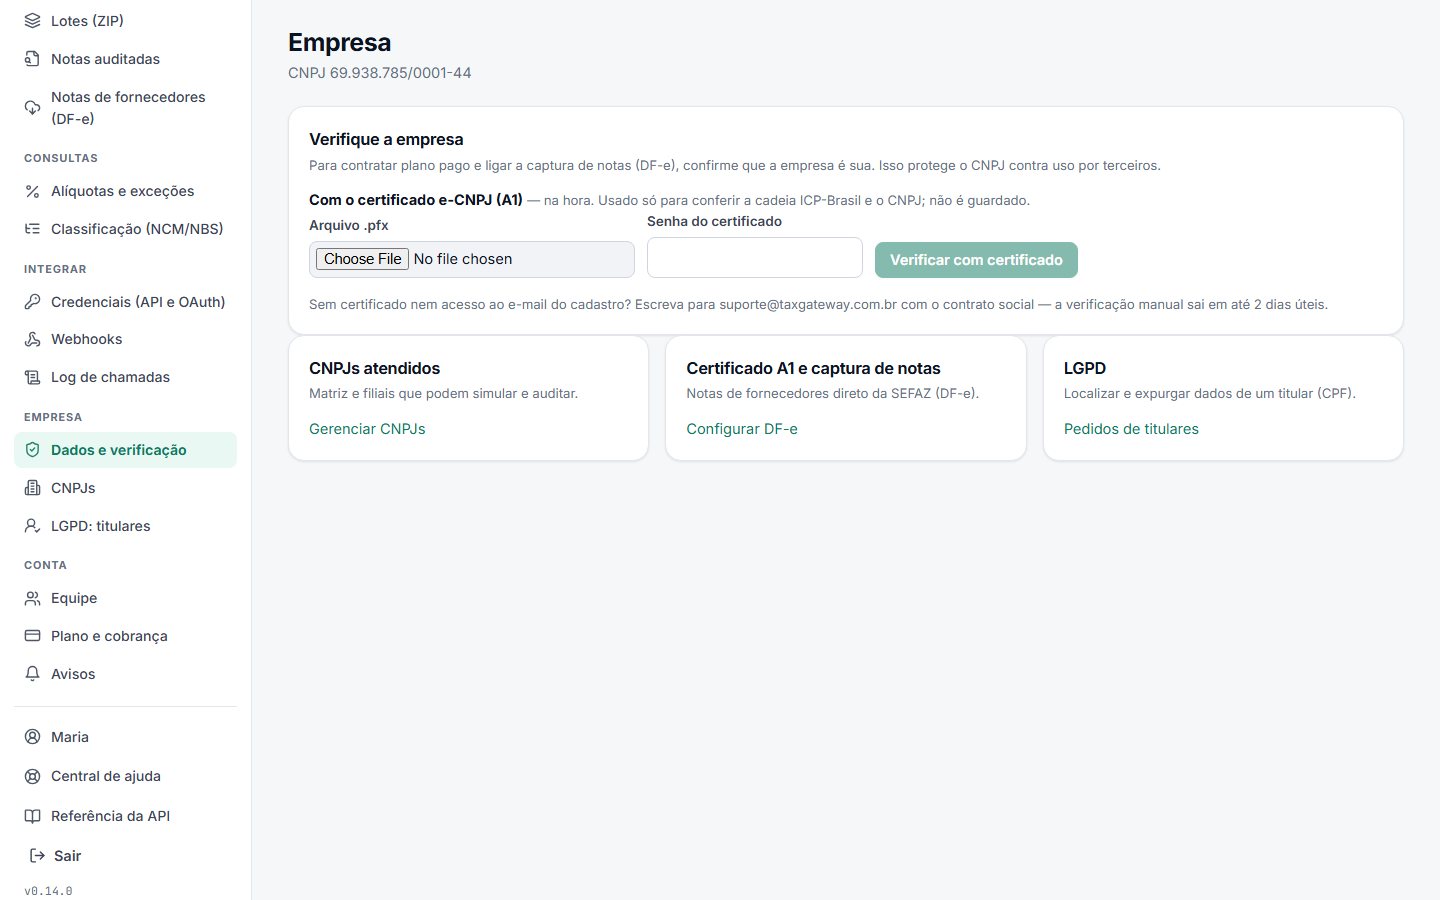 Lotes (ZIP)
Notas auditadas
Notas de fornecedores
(DF-e)
CONSULTAS
Alíquotas e exceções
Classificação (NCM/NBS)
INTEGRAR
Credenciais (API e OAuth)
Webhooks
Log de chamadas
EMPRESA
Dados e verificação
CNPJs
LGPD: titulares
CONTA
Equipe
Plano e cobrança
Avisos
Maria
Central de ajuda
Referência da API
Sair
v0.14.0
Empresa
CNPJ 69.938.785/0001-44
Verifique a empresa
Para contratar plano pago e ligar a captura de notas (DF-e), confirme que a empresa é sua. Isso protege o CNPJ contra uso por terceiros.
Com o certificado e-CNPJ (A1) — na hora. Usado só para conferir a cadeia ICP-Brasil e o CNPJ; não é guardado.
Arquivo .pfx
Senha do certificado
Choose File No file chosen
Verificar com certificado
Sem certificado nem acesso ao e-mail do cadastro? Escreva para suporte@taxgateway.com.br com o contrato social — a verificação manual sai em até 2 dias úteis.
CNPJs atendidos
Matriz e filiais que podem simular e auditar.
Gerenciar CNPJs
Certificado A1 e captura de notas
Notas de fornecedores direto da SEFAZ (DF-e).
Configurar DF-e
LGPD
Localizar e expurgar dados de um titular (CPF).
Pedidos de titulares